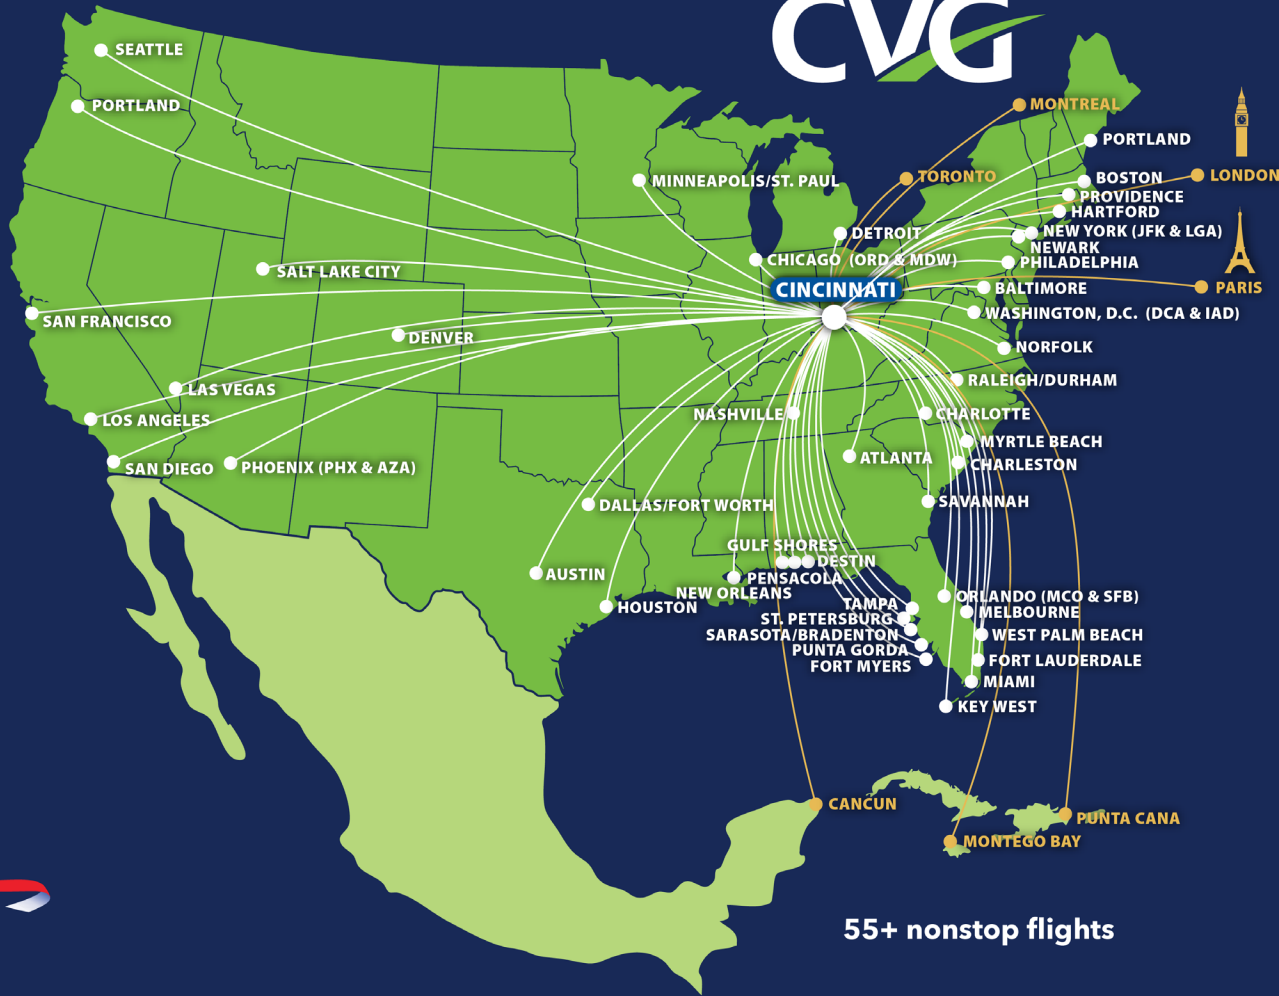 CVG
SEATTLE
PORTLAND
MONTREAL
PORTLAND
TORONTO
MINNEAPOLIS/ST. PAUL
BOSTON
LONDON
PROVIDENCE
HARTFORD
DETROIT
NEW YORK (JFK & LGA)
NEWARK
CHICAGO (ORD & MDW)
PHILADELPHIA
SALT LAKE CITY
CINCINNATI
BALTIMORE
PARIS
WASHINGTON, D.C. (DCA & IAD)
SAN FRANCISCO
DENVER
NORFOLK
LAS VEGAS
RALEIGH/DURHAM
LOS ANGELES
NASHVILLE
CHARLOTTE
MYRTLE BEACH
SAN DIEGO
PHOENIX (PHX & AZA)
ATLANTA
CHARLESTON
DALLAS/FORT WORTH
SAVANNAH
GULF SHORES
DESTIN
AUSTIN
PENSACOLA
NEW ORLEANS
HOUSTON
TAMPA
ORLANDO (MCO & SFB)
MELBOURNE
ST. PETERSBURG
SARASOTA/BRADENTON
WEST PALM BEACH
PUNTA GORDA
FORT MYERS
FORT LAUDERDALE
MIAMI
KEY WEST
CANCUN
PUNTA CANA
MONTEGO BAY
55+ nonstop flights